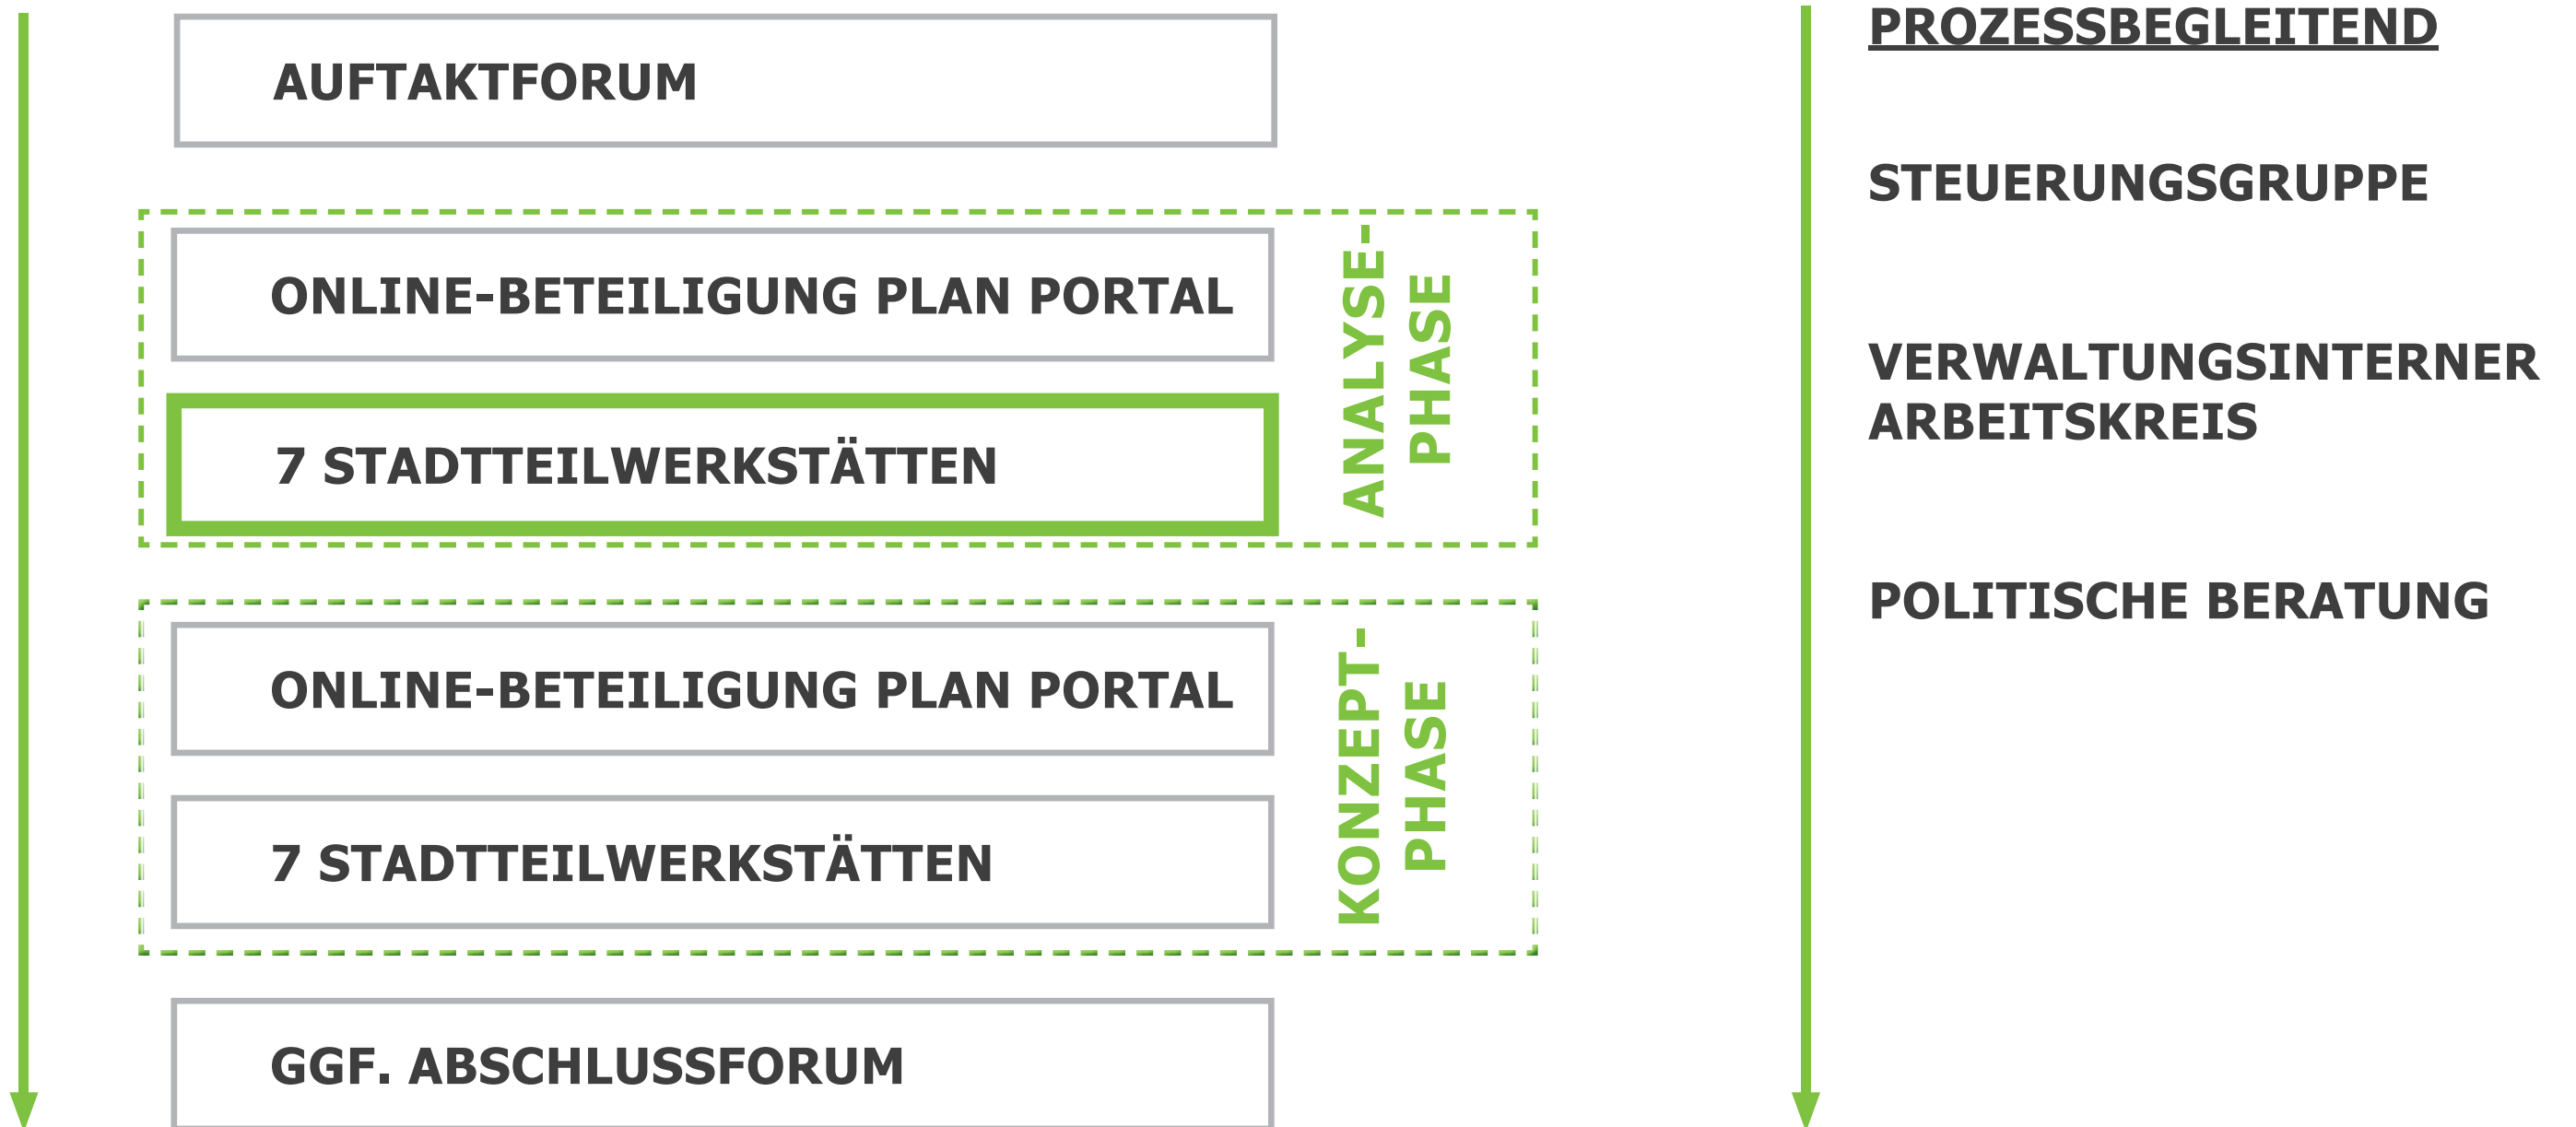 AUFTAKTFORUM
ONLINE-BETEILIGUNG PLAN PORTAL
7 STADTTEILWERKSTÄTTEN
ANALYSE-
PHASE
ONLINE-BETEILIGUNG PLAN PORTAL
7 STADTTEILWERKSTÄTTEN
KONZEPT-
PHASE
GGF. ABSCHLUSSFORUM
PROZESSBEGLEITEND
STEUERUNGSGRUPPE
VERWALTUNGSINTERNER
ARBEITSKREIS
POLITISCHE BERATUNG